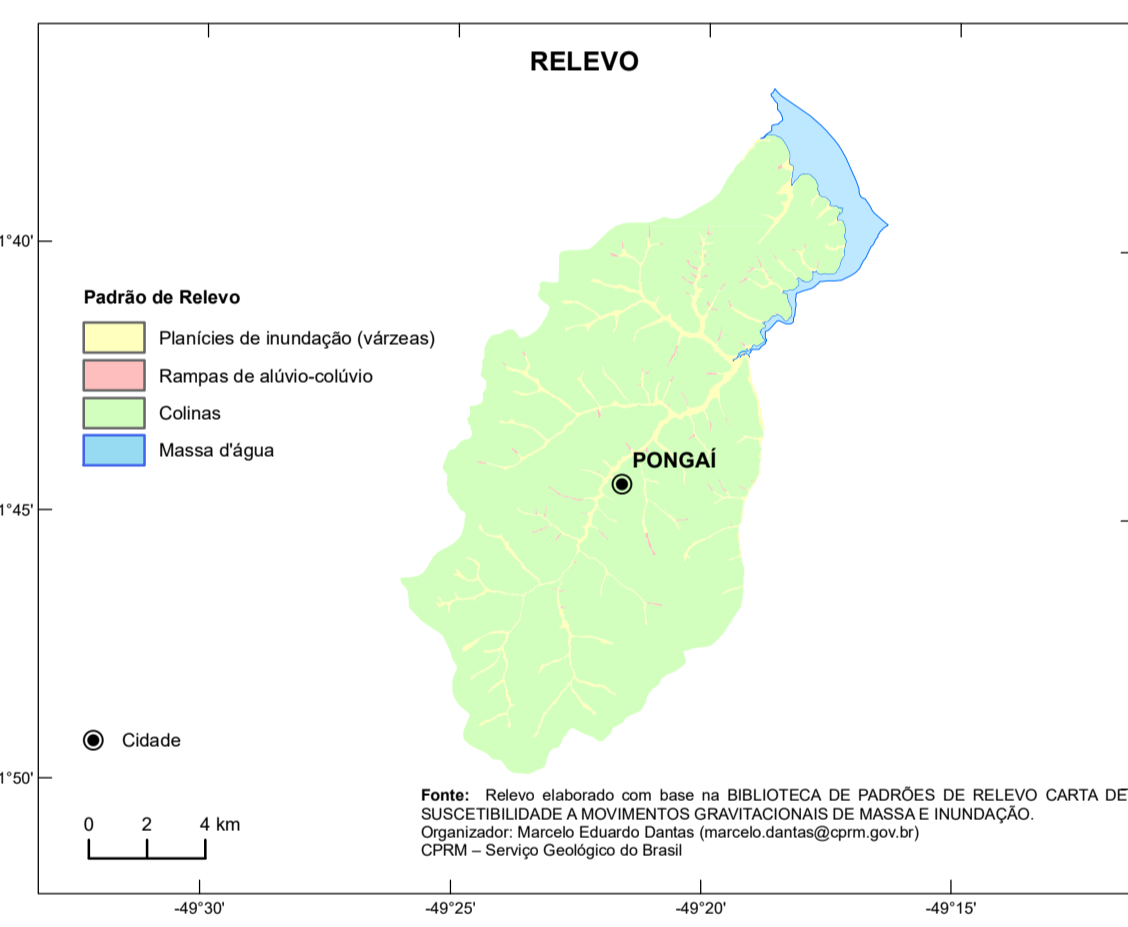 RELEVO
1°40'
Padrão de Relevo
Planícies de inundação (várzeas)
Rampas de alúvio-colúvio
Colinas
Massa d'água
PONGAÍ
1°45'
Cidade
1°50'
0 2 4 km
Fonte: Relevo elaborado com base na BIBLIOTECA DE PADRÕES DE RELEVO CARTA DE
SUSCETIBILIDADE A MOVIMENTOS GRAVITACIONAIS DE MASSA E INUNDAÇÃO.
Organizador: Marcelo Eduardo Dantas (marcelo.dantas@cprm.gov.br)
CPRM – Serviço Geológico do Brasil
-49°30' -49°25' -49°20' -49°15'